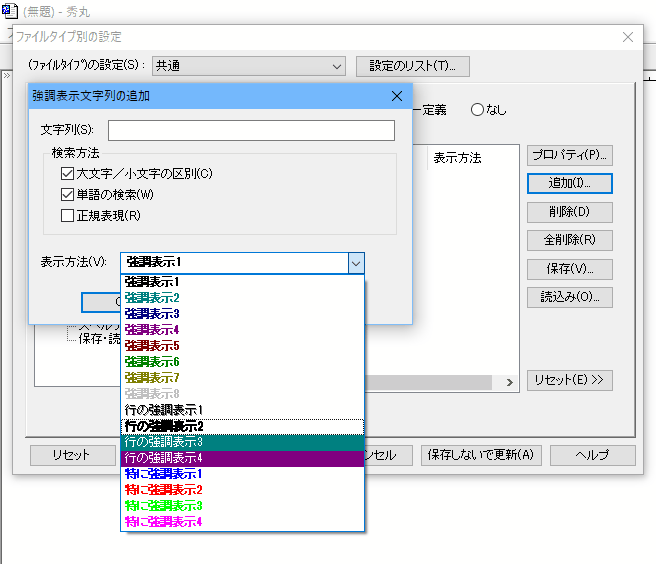 (無題) - 秀丸
ファイルタイプ別の設定
(ﾌｧｲﾙﾀｲﾌﾟ)の設定(S) :
共通
設定のリスト(T)...
強調表示文字列の追加
ー定義
なし
文字列(S):
検索方法
大文字／小文字の区別(C)
単語の検索(W)
正規表現(R)
表示方法
プロパティ(P)...
追加(I)...
削除(D)
全削除(R)
保存(V)...
読込み(O)...
表示方法(V):
強調表示1
強調表示1
強調表示2
強調表示3
強調表示4
強調表示5
強調表示6
強調表示7
強調表示8
行の強調表示1
行の強調表示2
行の強調表示3
行の強調表示4
特に強調表示1
特に強調表示2
特に強調表示3
特に強調表示4
保存・読
リセット(E) >>
リセット
ンセル
保存しないで更新(A)
ヘルプ